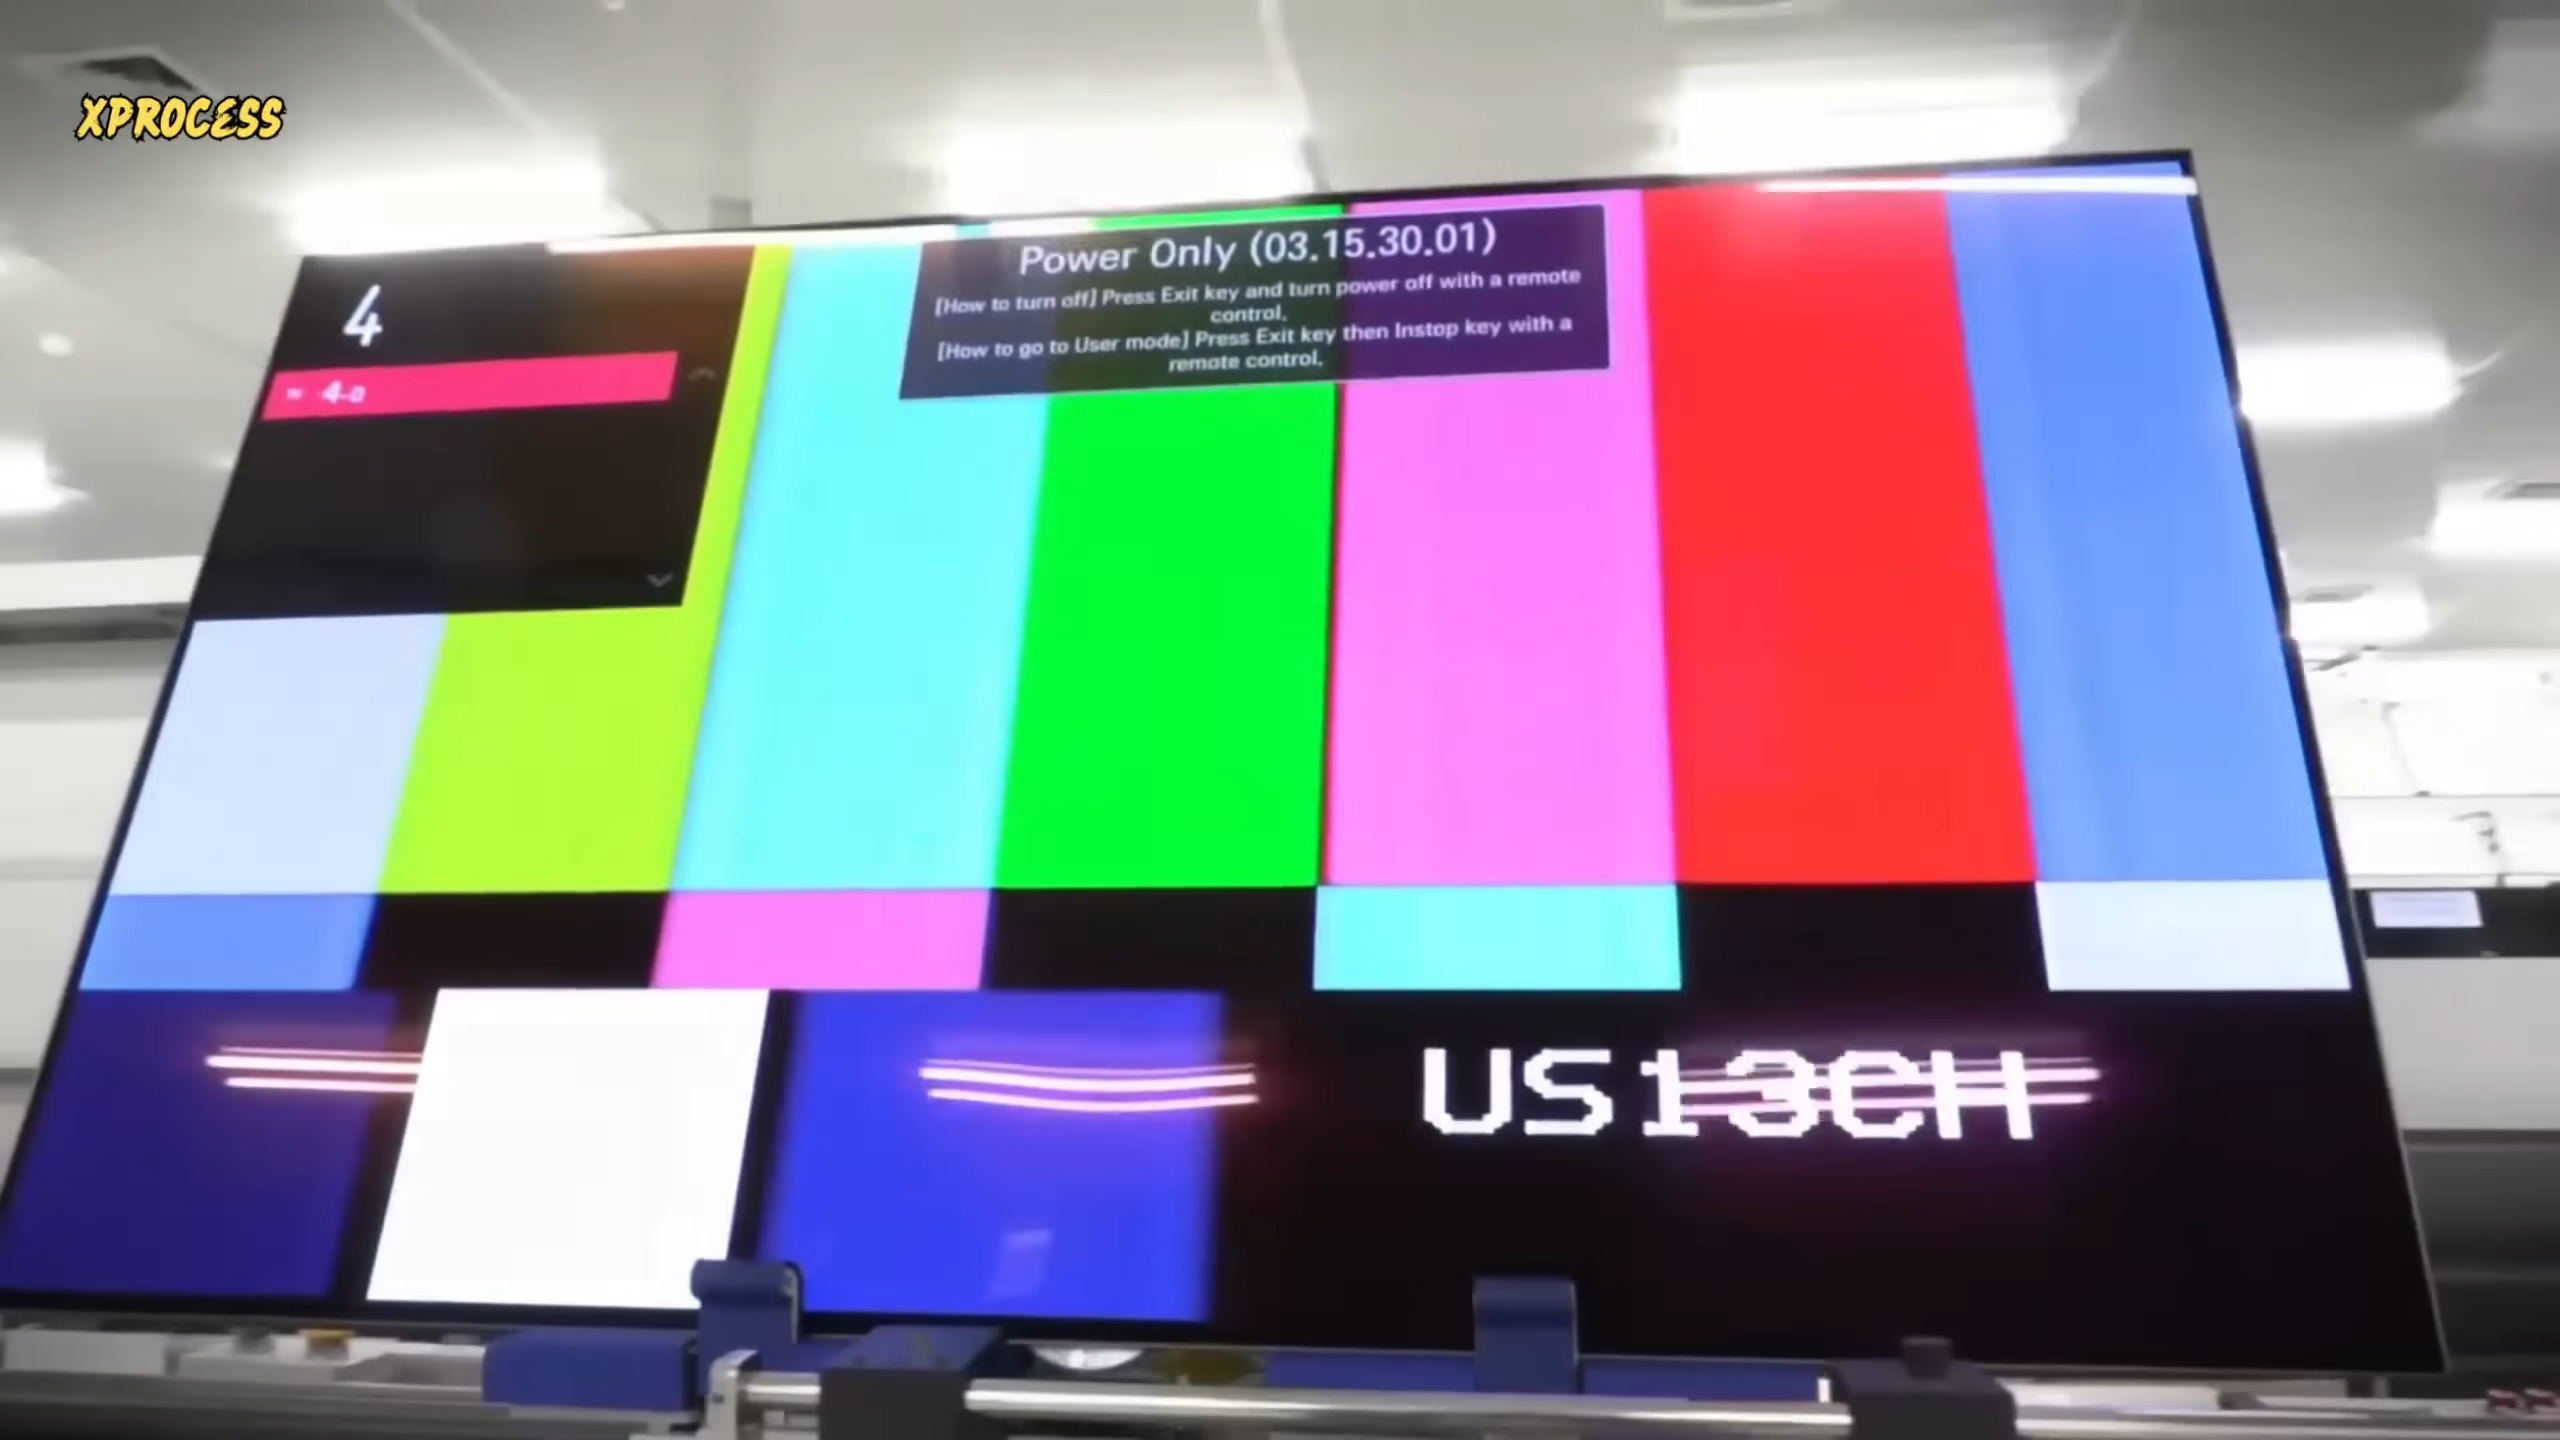 XPROCESS
Power Only (03.15.30.01)
[How to turn off] Press Exit key and turn power off with a remote
control.
[How to go to User mode] Press Exit key then Instop key with a
remote control.
4
4-0
US13CH